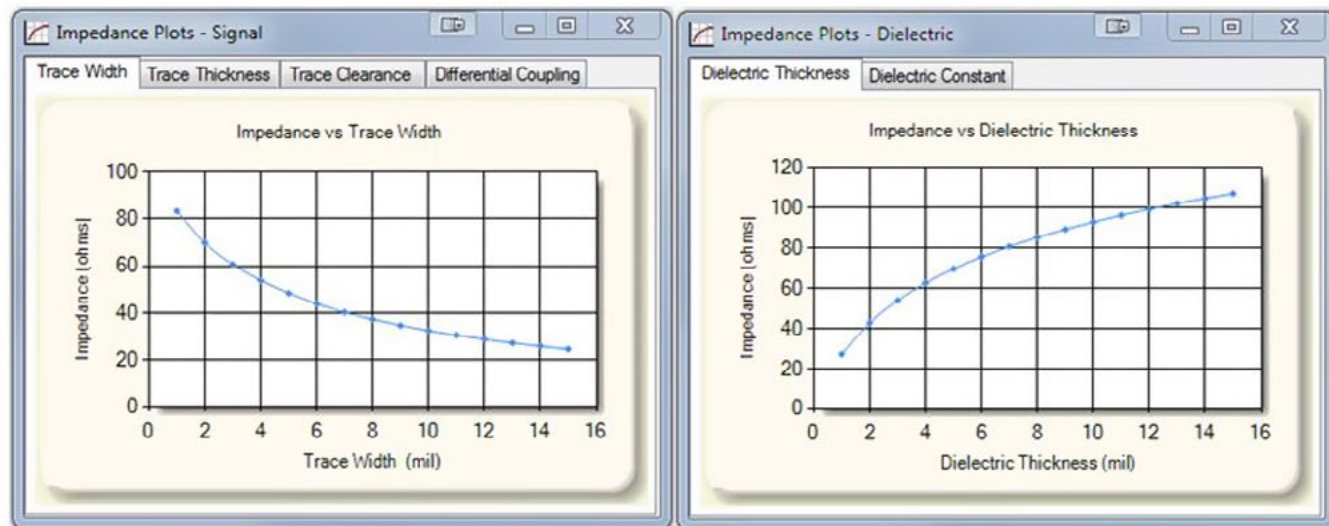 Impedance Plots - Signal
Trace Width Trace Thickness Trace Clearance Differential Coupling
Impedance vs Trace Width
Impedance [ohms]
100
80
60
40
20
0
0 2 4 6 8 10 12 14 16
Trace Width (mil)
Impedance Plots - Dielectric
Dielectric Thickness Dielectric Constant
Impedance vs Dielectric Thickness
Impedance [ohms]
120
100
80
60
40
20
0
0 2 4 6 8 10 12 14 16
Dielectric Thickness (mil)